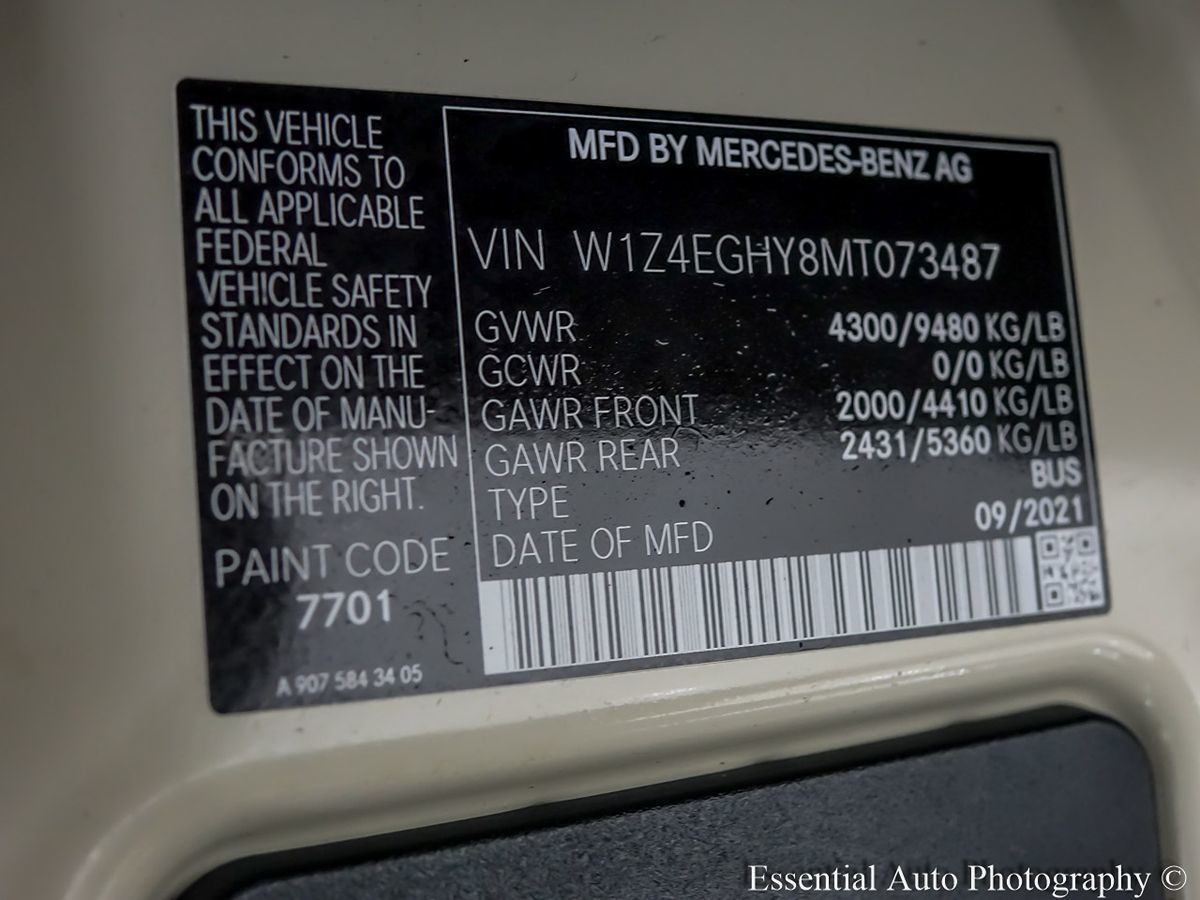 THIS VEHICLE
CONFORMS TO
ALL APPLICABLE
FEDERAL
VEHICLE SAFETY
STANDARDS IN
EFFECT ON THE
DATE OF MANU-
FACTURE SHOWN
ON THE RIGHT.
PAINT CODE
7701
A 907 584 34 05
MFD BY MERCEDES-BENZ AG
VIN W1Z4EGHY8MT073487
GVWR 4300/9480 KG/LB
GCWR 0/0 KG/LB
GAWR FRONT 2000/4410 KG/LB
GAWR REAR 2431/5360 KG/LB
TYPE BUS
DATE OF MFD 09/2021
Essential Auto Photography ©